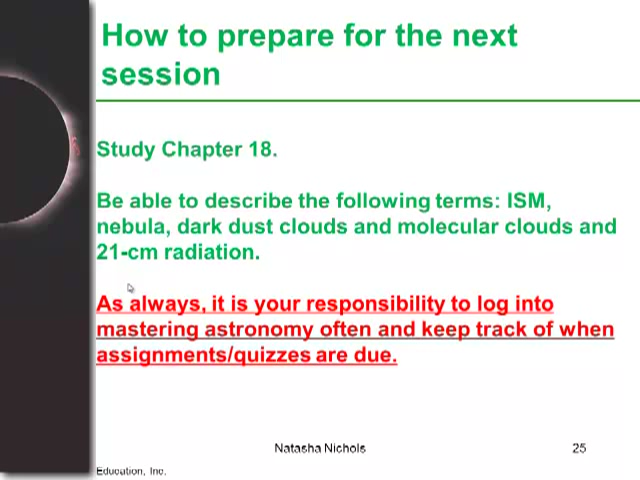 How to prepare for the next
session
Study Chapter 18.
Be able to describe the following terms: ISM,
nebula, dark dust clouds and molecular clouds and
21-cm radiation.
As always, it is your responsibility to log into
mastering astronomy often and keep track of when
assignments/quizzes are due.
Natasha Nichols
25
Education, Inc.